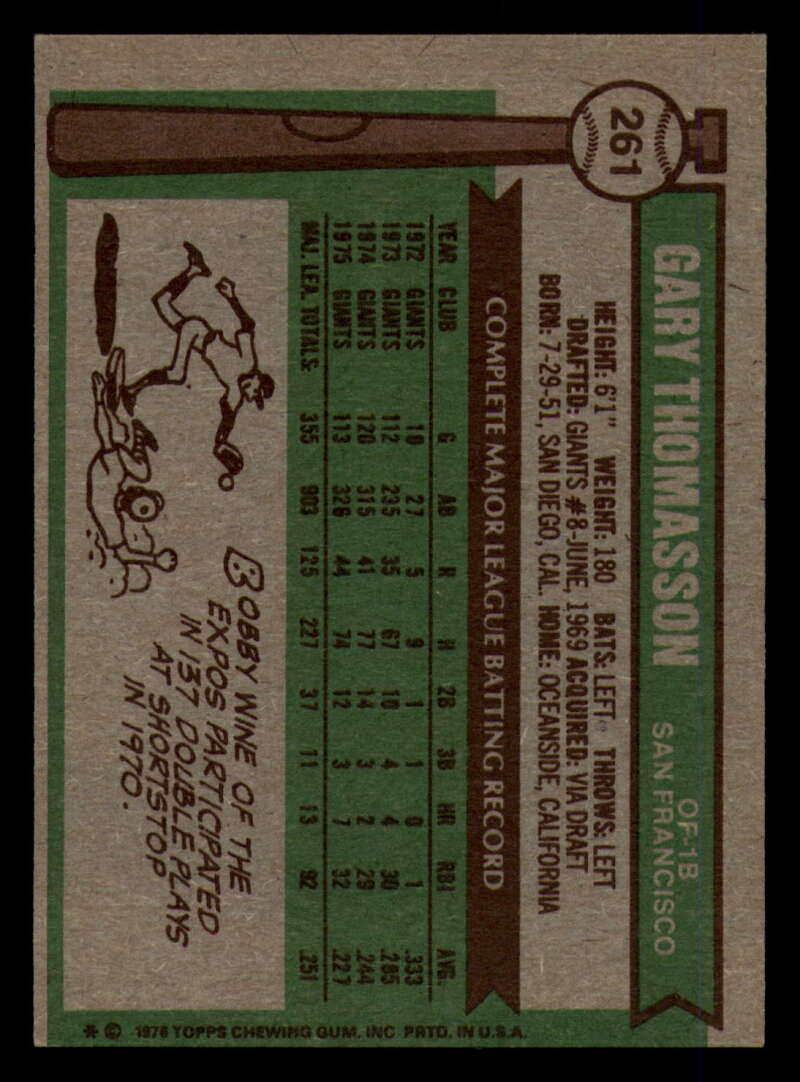 261
GARY THOMASSON
OF-1B
SAN FRANCISCO
HEIGHT: 6'1" WEIGHT: 180 BATS: LEFT THROWS: LEFT
DRAFTED: GIANTS #8-JUNE, 1969 ACQUIRED: VIA DRAFT
BORN: 7-29-51, SAN DIEGO, CAL. HOME: OCEANSIDE, CALIFORNIA
COMPLETE MAJOR LEAGUE BATTING RECORD
YEAR CLUB G AB R H 2B 3B HR RBI AVG.
1972 GIANTS 10 27 5 9 1 1 0 1 .333
1973 GIANTS 112 235 35 67 10 4 4 30 .285
1974 GIANTS 120 315 41 77 14 3 2 29 .244
1975 GIANTS 113 326 44 74 12 3 7 32 .227
MAJ. LEA. TOTALS: 355 903 125 227 37 11 13 92 .251
BOBBY WINE OF THE
EXPOS PARTICIPATED
IN 137 DOUBLE PLAYS
AT SHORTSTOP
IN 1970.
* © 1976 TOPPS CHEWING GUM, INC. PRTD. IN U.S.A.